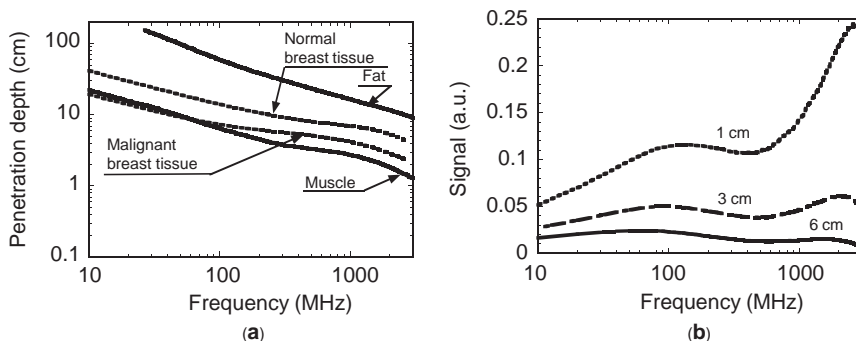 Penetration depth (cm)
100
10
1
0.1
10
100
1000
Normal
breast tissue
Fat
Malignant
breast tissue
Muscle
Frequency (MHz)
(a)
Signal (a.u.)
0.25
0.2
0.15
0.1
0.05
0
10
100
1000
1 cm
3 cm
6 cm
Frequency (MHz)
(b)